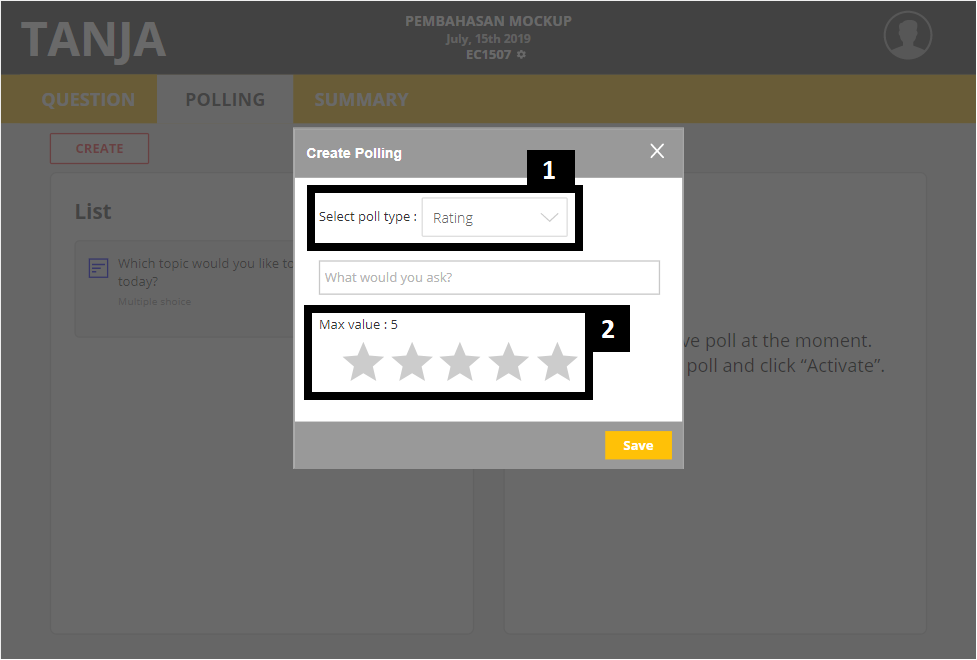 TANJA
PEMBAHASAN MOCKUP
July, 15th 2019
EC1507
QUESTION
POLLING
SUMMARY
CREATE
List
Which topic would you like to
today?
Multiple shoice
Create Polling
1
Select poll type :
Rating
What would you ask?
Max value : 5
2
Save
ve poll at the moment.
poll and click “Activate”.